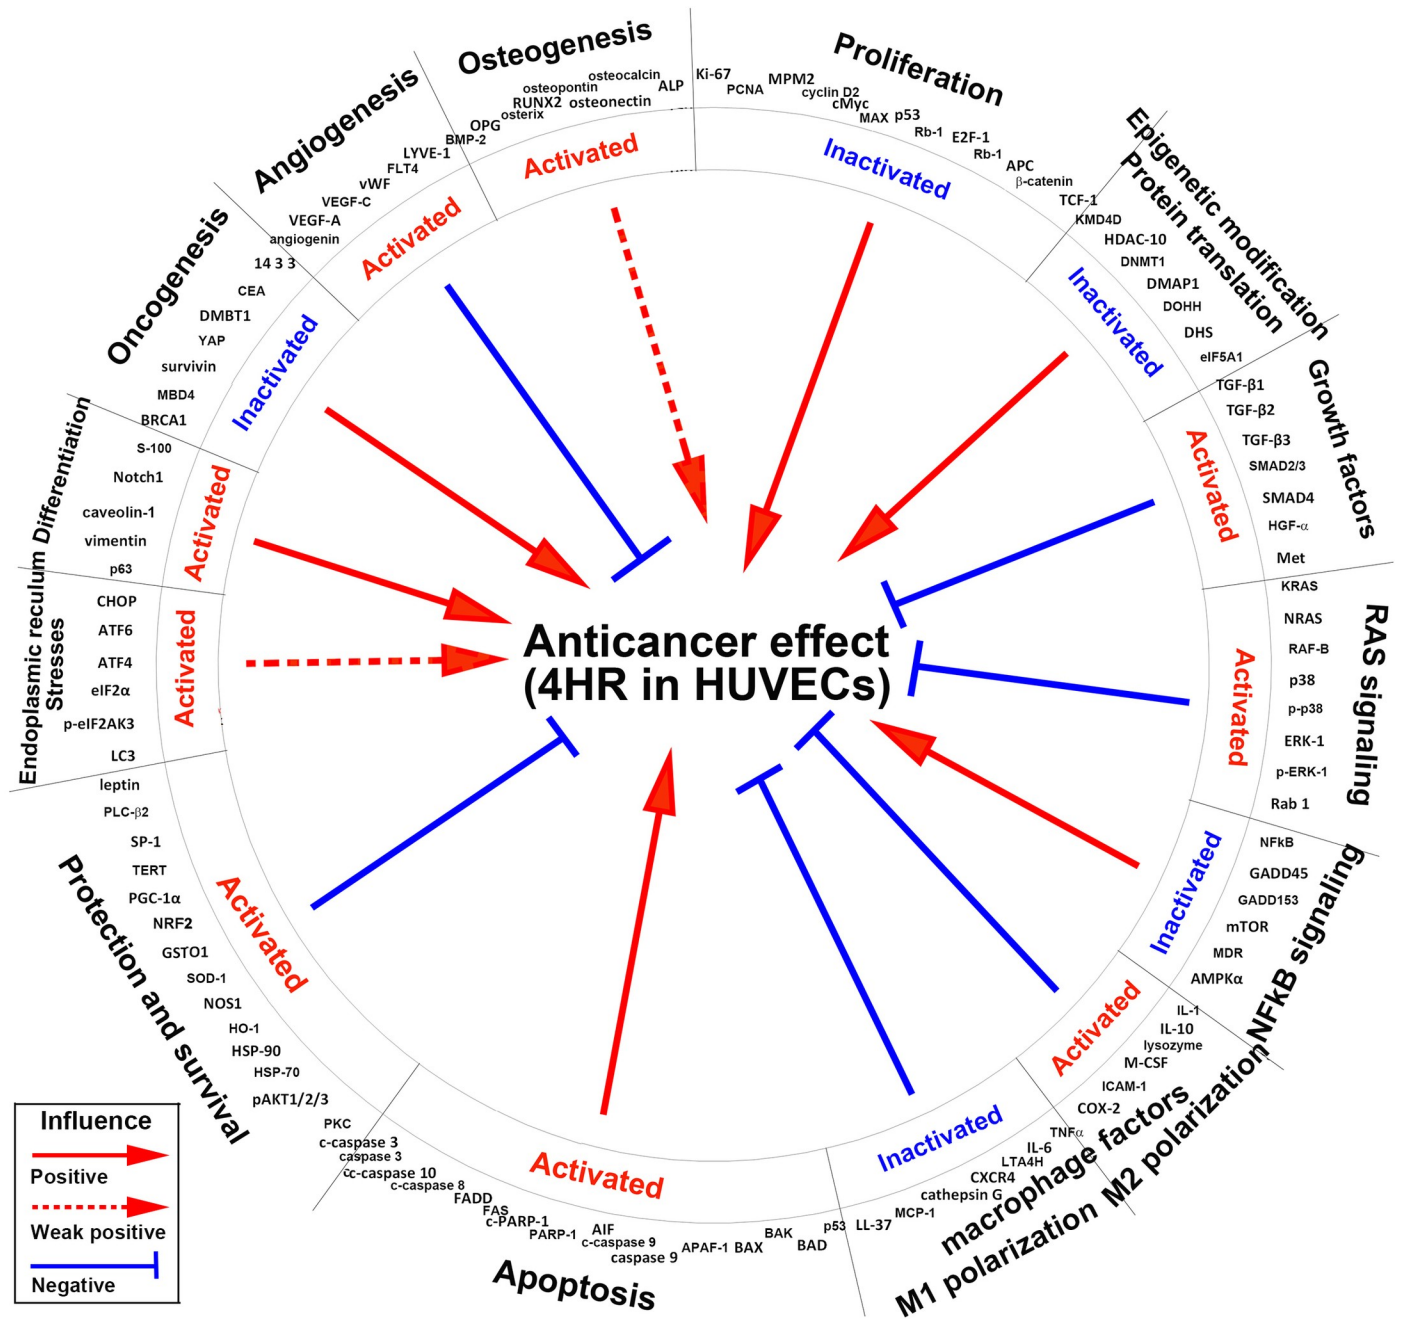 Osteogenesis
osteopontin
osteocalcin
RUNX2
osteonectin
ALP
osterix
OPG
BMP-2
Activated
Proliferation
Ki-67
PCNA
MPM2
cyclin D2
cMyc
MAX
p53
Rb-1
E2F-1
Rb-1
APC
β-catenin
TCF-1
Inactivated
Epigenetic modification
Protein translation
KMD4D
HDAC-10
DNMT1
DMAP1
DOHH
DHS
eIF5A1
Inactivated
Growth factors
TGF-β1
TGF-β2
TGF-β3
SMAD2/3
SMAD4
HGF-α
Met
Activated
RAS signaling
KRAS
NRAS
RAF-B
p38
p-p38
ERK-1
p-ERK-1
Rab 1
Activated
NFkB signaling
NFkB
GADD45
GADD153
mTOR
MDR
AMPKα
Inactivated
M2 polarization
IL-1
IL-10
lysozyme
M-CSF
ICAM-1
COX-2
TNFα
Activated
macrophage factors
M1 polarization
IL-6
LTA4H
CXCR4
cathepsin G
MCP-1
LL-37
Inactivated
Apoptosis
p53
BAD
BAK
BAX
APAF-1
caspase 9
c-caspase 9
AIF
PARP-1
c-PARP-1
FAS
FADD
c-caspase 8
cc-caspase 10
caspase 3
c-caspase 3
Activated
Protection and survival
PKC
pAKT1/2/3
HSP-70
HSP-90
HO-1
NOS1
SOD-1
GSTO1
NRF2
PGC-1α
TERT
SP-1
PLC-β2
leptin
Activated
Endoplasmic reculum
Stresses
LC3
p-eIF2AK3
eIF2α
ATF4
ATF6
CHOP
Activated
Differentiation
p63
vimentin
caveolin-1
Notch1
S-100
Activated
Oncogenesis
BRCA1
MBD4
survivin
YAP
DMBT1
CEA
14 3 3
Inactivated
Angiogenesis
angiogenin
VEGF-A
VEGF-C
vWF
FLT4
LYVE-1
Activated
Anticancer effect
(4HR in HUVECs)
Influence
Positive
Weak positive
Negative